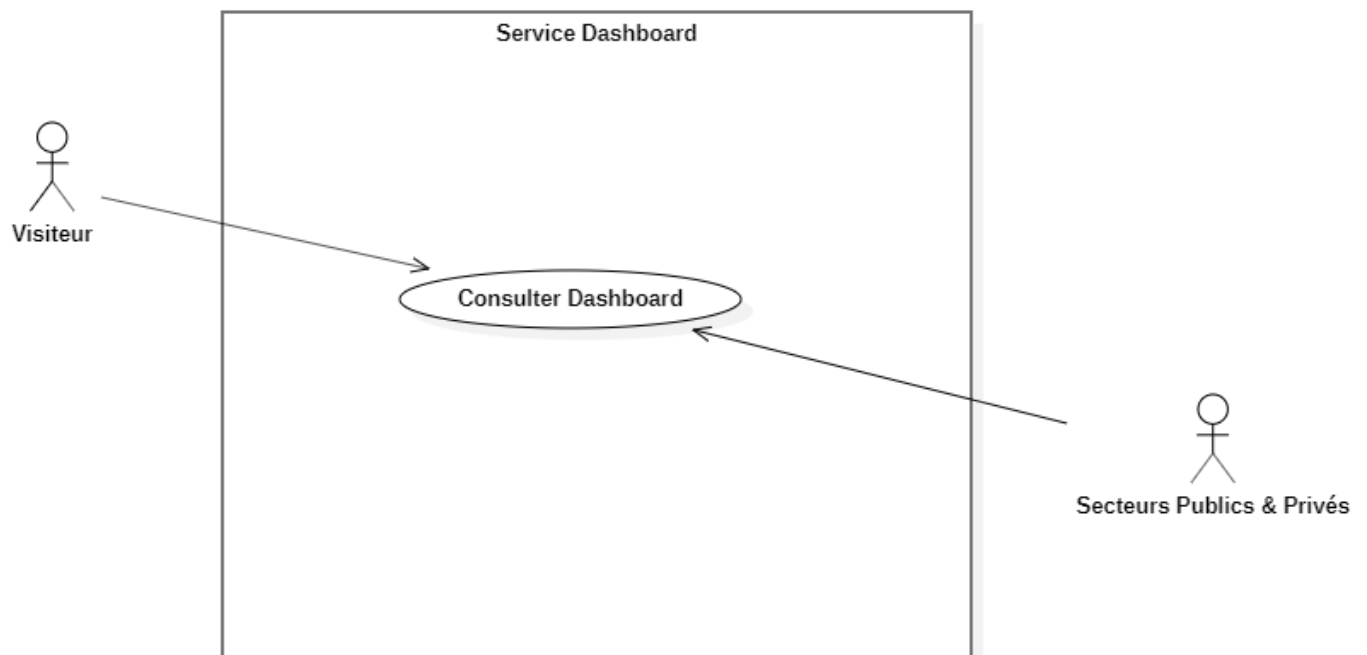 Service Dashboard
Visiteur
Consulter Dashboard
Secteurs Publics & Privés